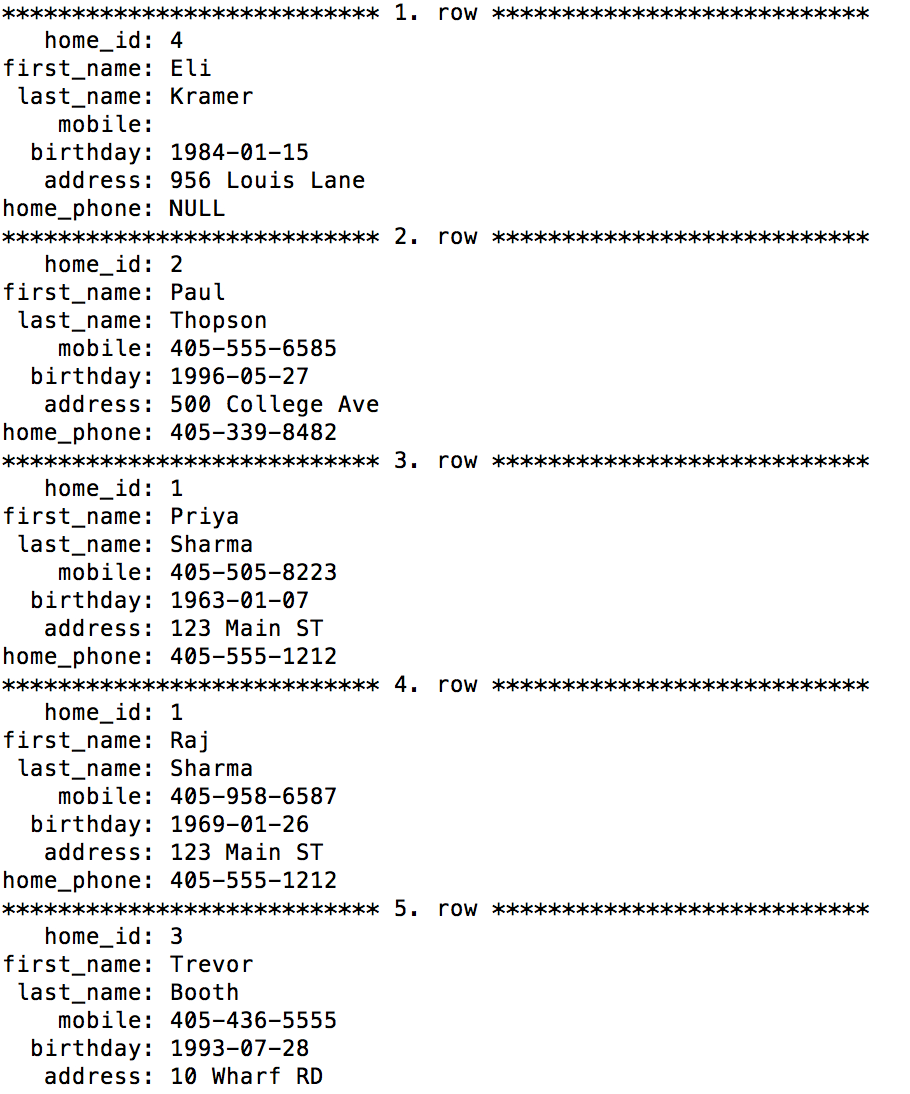 *************************** 1. row ***************************
   home_id: 4
first_name: Eli
 last_name: Kramer
    mobile:
  birthday: 1984-01-15
   address: 956 Louis Lane
home_phone: NULL
*************************** 2. row ***************************
   home_id: 2
first_name: Paul
 last_name: Thopson
    mobile: 405-555-6585
  birthday: 1996-05-27
   address: 500 College Ave
home_phone: 405-339-8482
*************************** 3. row ***************************
   home_id: 1
first_name: Priya
 last_name: Sharma
    mobile: 405-505-8223
  birthday: 1963-01-07
   address: 123 Main ST
home_phone: 405-555-1212
*************************** 4. row ***************************
   home_id: 1
first_name: Raj
 last_name: Sharma
    mobile: 405-958-6587
  birthday: 1969-01-26
   address: 123 Main ST
home_phone: 405-555-1212
*************************** 5. row ***************************
   home_id: 3
first_name: Trevor
 last_name: Booth
    mobile: 405-436-5555
  birthday: 1993-07-28
   address: 10 Wharf RD